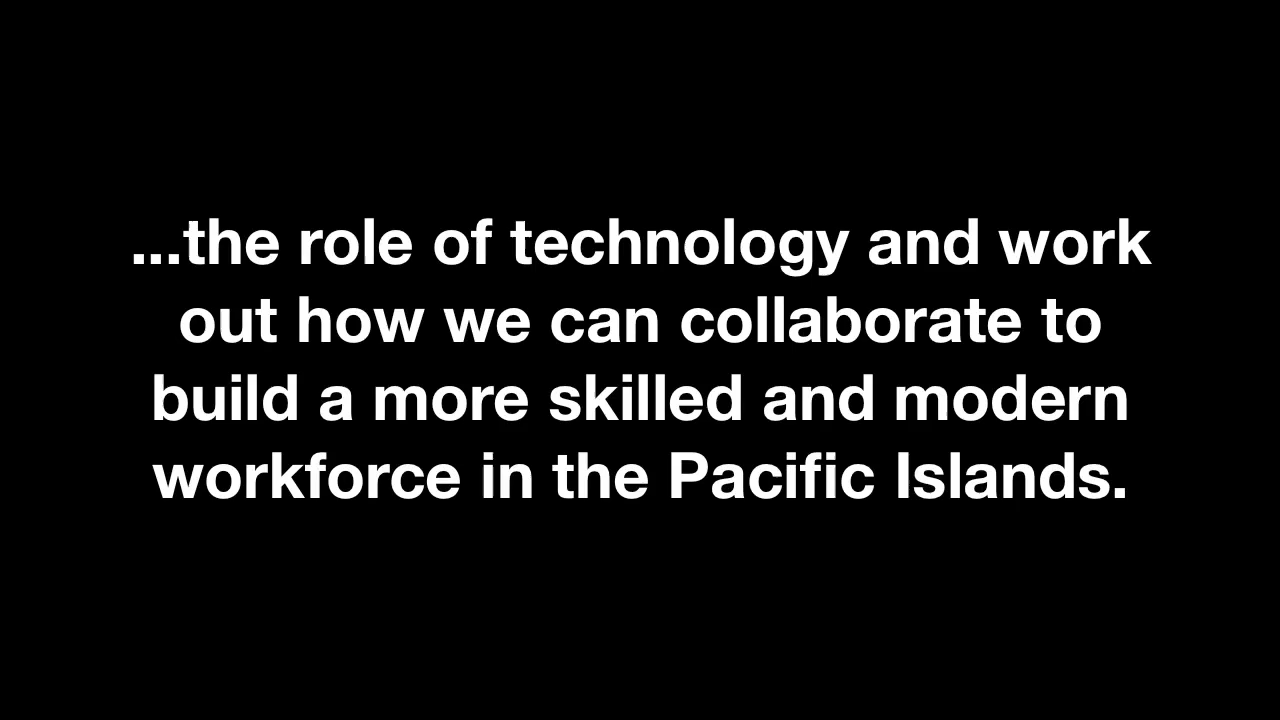 ...the role of technology and work
out how we can collaborate to
build a more skilled and modern
workforce in the Pacific Islands.